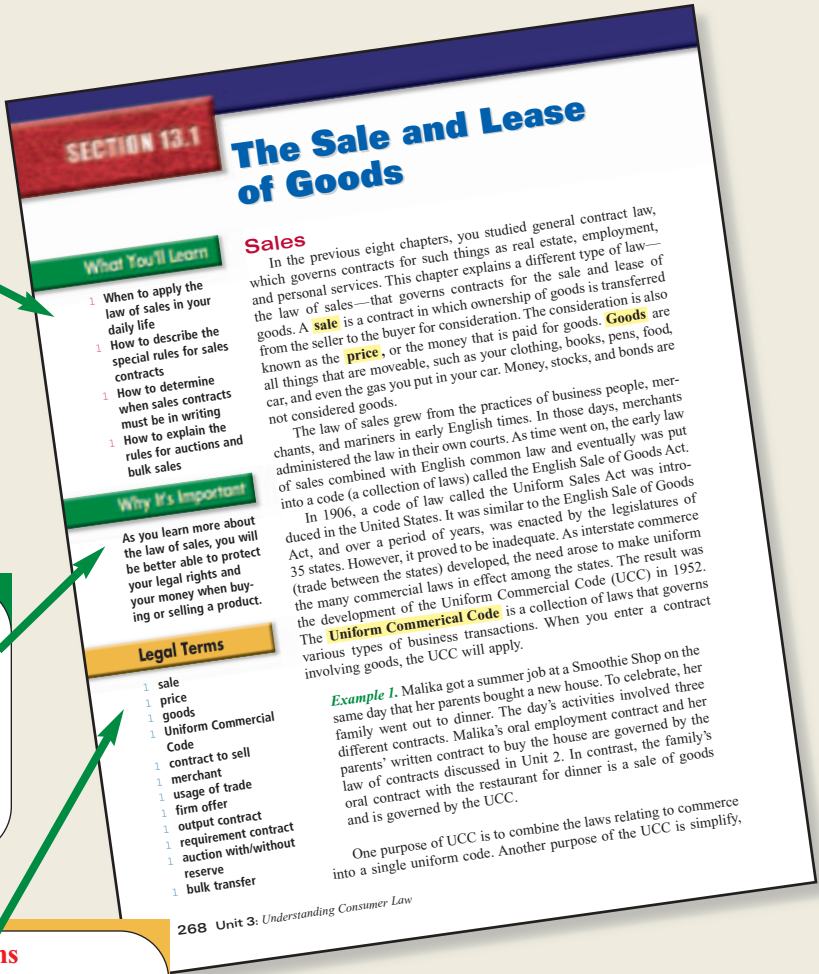 SECTION 13.1
The Sale and Lease
of Goods
What You'll Learn
1 When to apply the
law of sales in your
daily life
1 How to describe the
special rules for sales
contracts
1 How to determine
when sales contracts
must be in writing
1 How to explain the
rules for auctions and
bulk sales
Why It's Important
As you learn more about
the law of sales, you will
be better able to protect
your legal rights and
your money when buy-
ing or selling a product.
Legal Terms
1 sale
1 price
1 goods
1 Uniform Commercial
Code
1 contract to sell
1 merchant
1 usage of trade
1 firm offer
1 output contract
1 requirement contract
1 auction with/without
reserve
1 bulk transfer
Sales
In the previous eight chapters, you studied general contract law,
which governs contracts for such things as real estate, employment,
and personal services. This chapter explains a different type of law—
the law of sales—that governs contracts for the sale and lease of
goods. A sale is a contract in which ownership of goods is transferred
from the seller to the buyer for consideration. The consideration is also
known as the price, or the money that is paid for goods. Goods are
all things that are moveable, such as your clothing, books, pens, food,
car, and even the gas you put in your car. Money, stocks, and bonds are
not considered goods.
The law of sales grew from the practices of business people, mer-
chants, and mariners in early English times. In those days, merchants
administered the law in their own courts. As time went on, the early law
of sales combined with English common law and eventually was put
into a code (a collection of laws) called the English Sale of Goods Act.
In 1906, a code of law called the Uniform Sales Act was intro-
duced in the United States. It was similar to the English Sale of Goods
Act, and over a period of years, was enacted by the legislatures of
35 states. However, it proved to be inadequate. As interstate commerce
(trade between the states) developed, the need arose to make uniform
the many commercial laws in effect among the states. The result was
the development of the Uniform Commercial Code (UCC) in 1952.
The Uniform Commerical Code is a collection of laws that governs
various types of business transactions. When you enter a contract
involving goods, the UCC will apply.
Example 1. Malika got a summer job at a Smoothie Shop on the
same day that her parents bought a new house. To celebrate, her
family went out to dinner. The day's activities involved three
different contracts. Malika's oral employment contract and her
parents' written contract to buy the house are governed by the
law of contracts discussed in Unit 2. In contrast, the family's
oral contract with the restaurant for dinner is a sale of goods
and is governed by the UCC.
One purpose of UCC is to combine the laws relating to commerce
into a single uniform code. Another purpose of the UCC is simplify,
268 Unit 3: Understanding Consumer Law